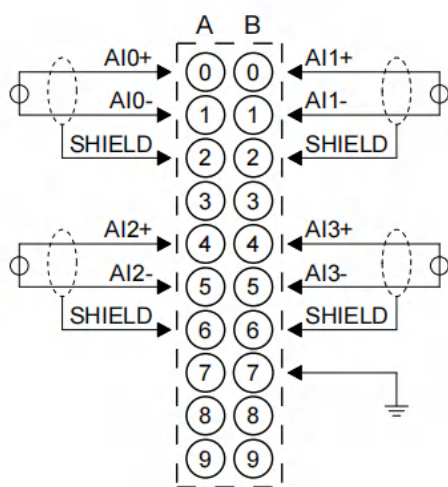 A B
AI0+ 0 0 AI1+
AI0- 1 1 AI1-
SHIELD 2 2 SHIELD
3 3
AI2+ 4 4 AI3+
AI2- 5 5 AI3-
SHIELD 6 6 SHIELD
7 7
8 8
9 9